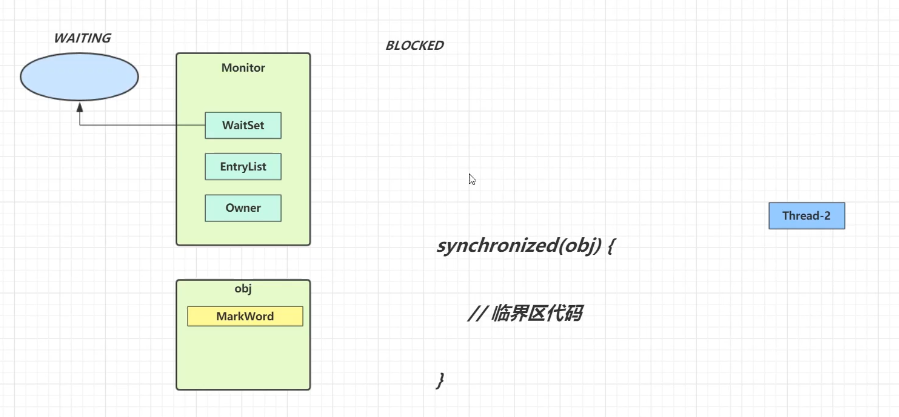 WAITING
BLOCKED
Monitor
WaitSet
EntryList
Owner
Thread-2
synchronized(obj) {
obj
// 临界区代码
MarkWord
}